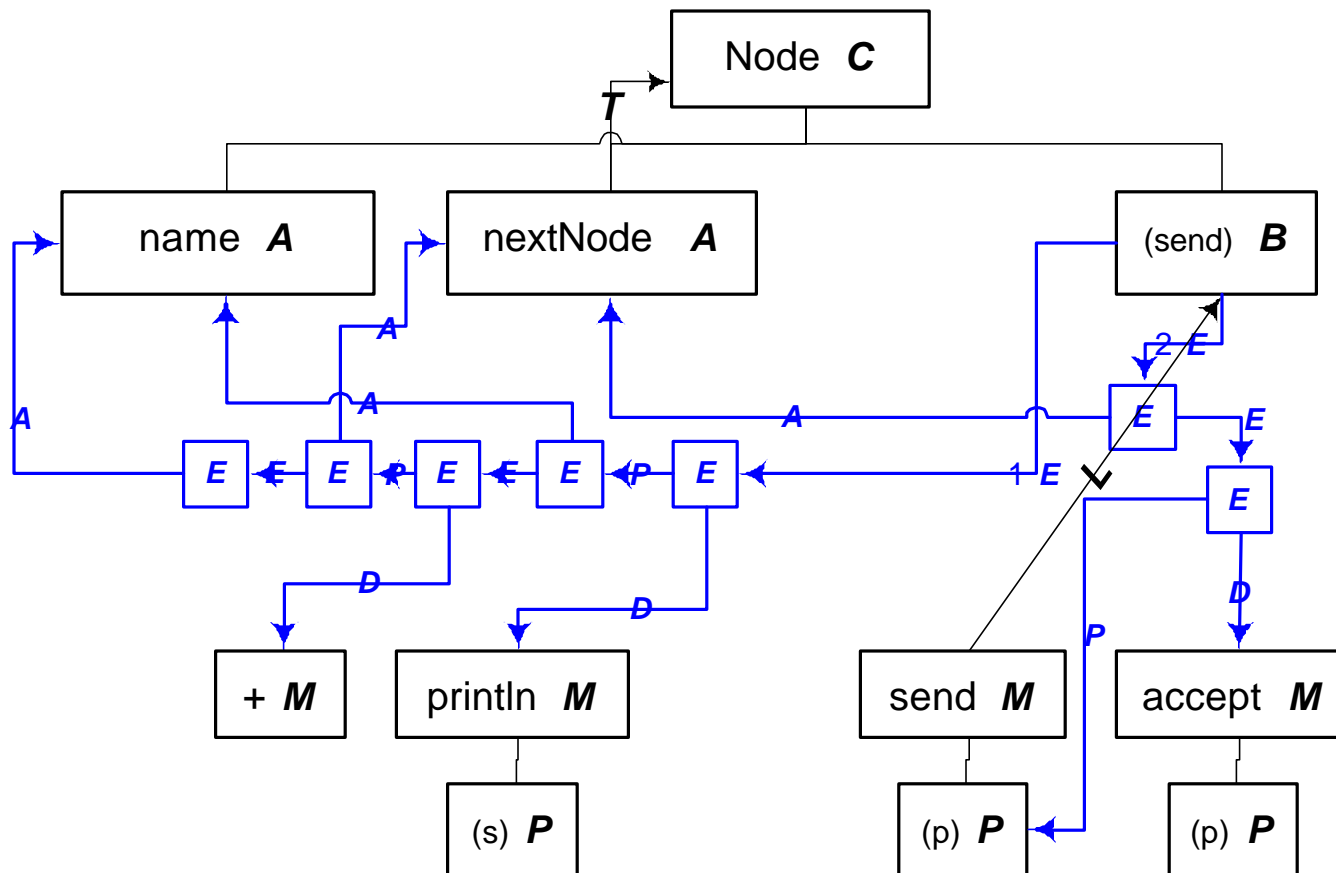 Node C
T
name A
nextNode A
(send) B
A
2 E
A
A
A
E
E
E
E
E
P
E
E
E
P
E
1 E
L
E
D
D
P
D
+ M
println M
send M
accept M
(s) P
(p) P
(p) P